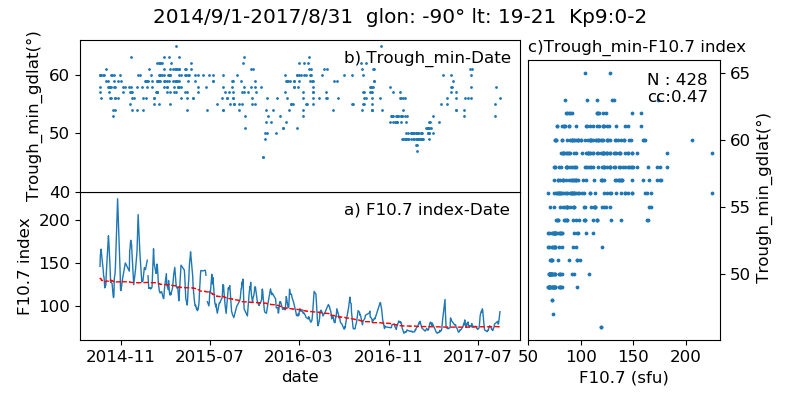 2014/9/1-2017/8/31  glon: -90° lt: 19-21  Kp9:0-2
b) Trough_min-Date
Trough_min_gdlat(°)
60
50
40
a) F10.7 index-Date
F10.7 index
200
150
100
2014-11
2015-07
2016-03
2016-11
2017-07
date
c)Trough_min-F10.7 index
N : 428
cc:0.47
65
60
55
50
Trough_min_gdlat(°)
50
100
150
200
F10.7 (sfu)